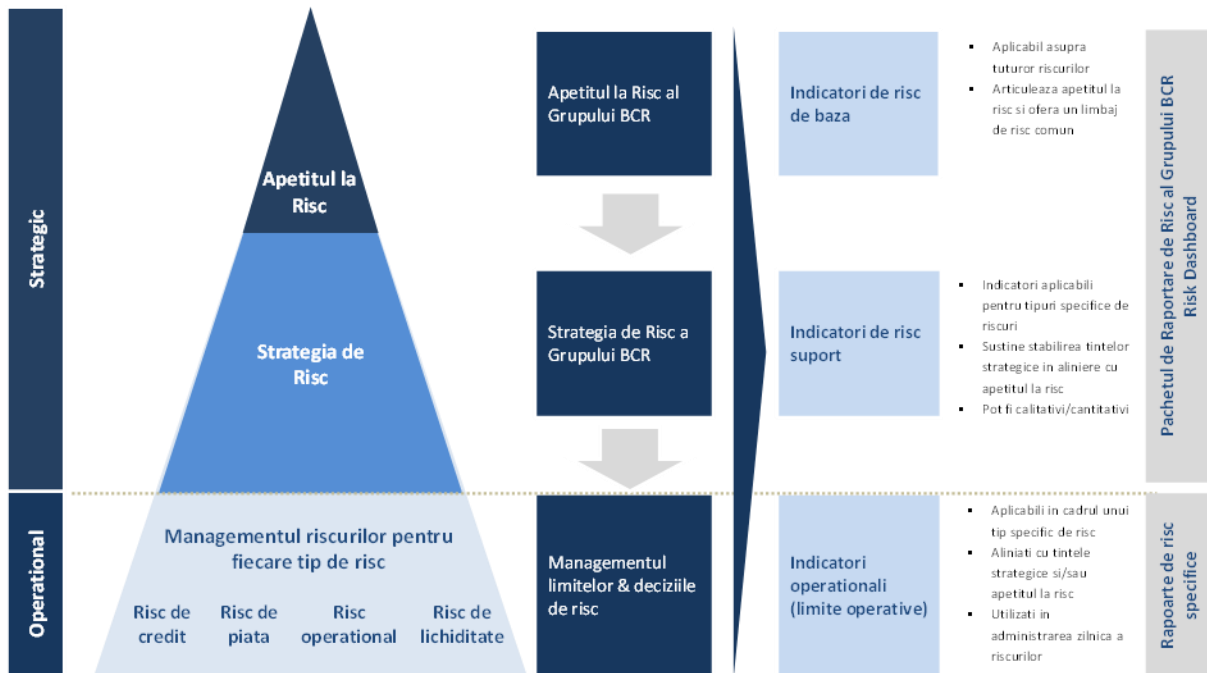 Strategic
Apetitul la
Risc
Strategia de
Risc
Apetitul la Risc al
Grupului BCR
Strategia de Risc a
Grupului BCR
Indicatori de risc
de baza
▪ Aplicabil asupra
tuturor riscurilor
▪ Articuleaza apetitul la
risc si ofera un limbaj
de risc comun
Indicatori de risc
suport
▪ Indicatori aplicabili
pentru tipuri specifice de
riscuri
▪ Sustine stabilirea tintelor
strategice in aliniere cu
apetitul la risc
▪ Pot fi calitativi/cantitativi
Pachetul de Raportare de Risc al Grupului BCR
Risk Dashboard
Operational
Managementul riscurilor pentru
fiecare tip de risc
Risc de
credit
Risc de
piata
Risc
operational
Risc de
lichiditate
Managementul
limitelor & deciziile
de risc
Indicatori
operationali
(limite operative)
▪ Aplicabili in cadrul unui
tip specific de risc
▪ Aliniati cu tintele
strategice si/sau
apetitul la risc
▪ Utilizati in
administrarea zilnica a
riscurilor
Rapoarte de risc
specifice